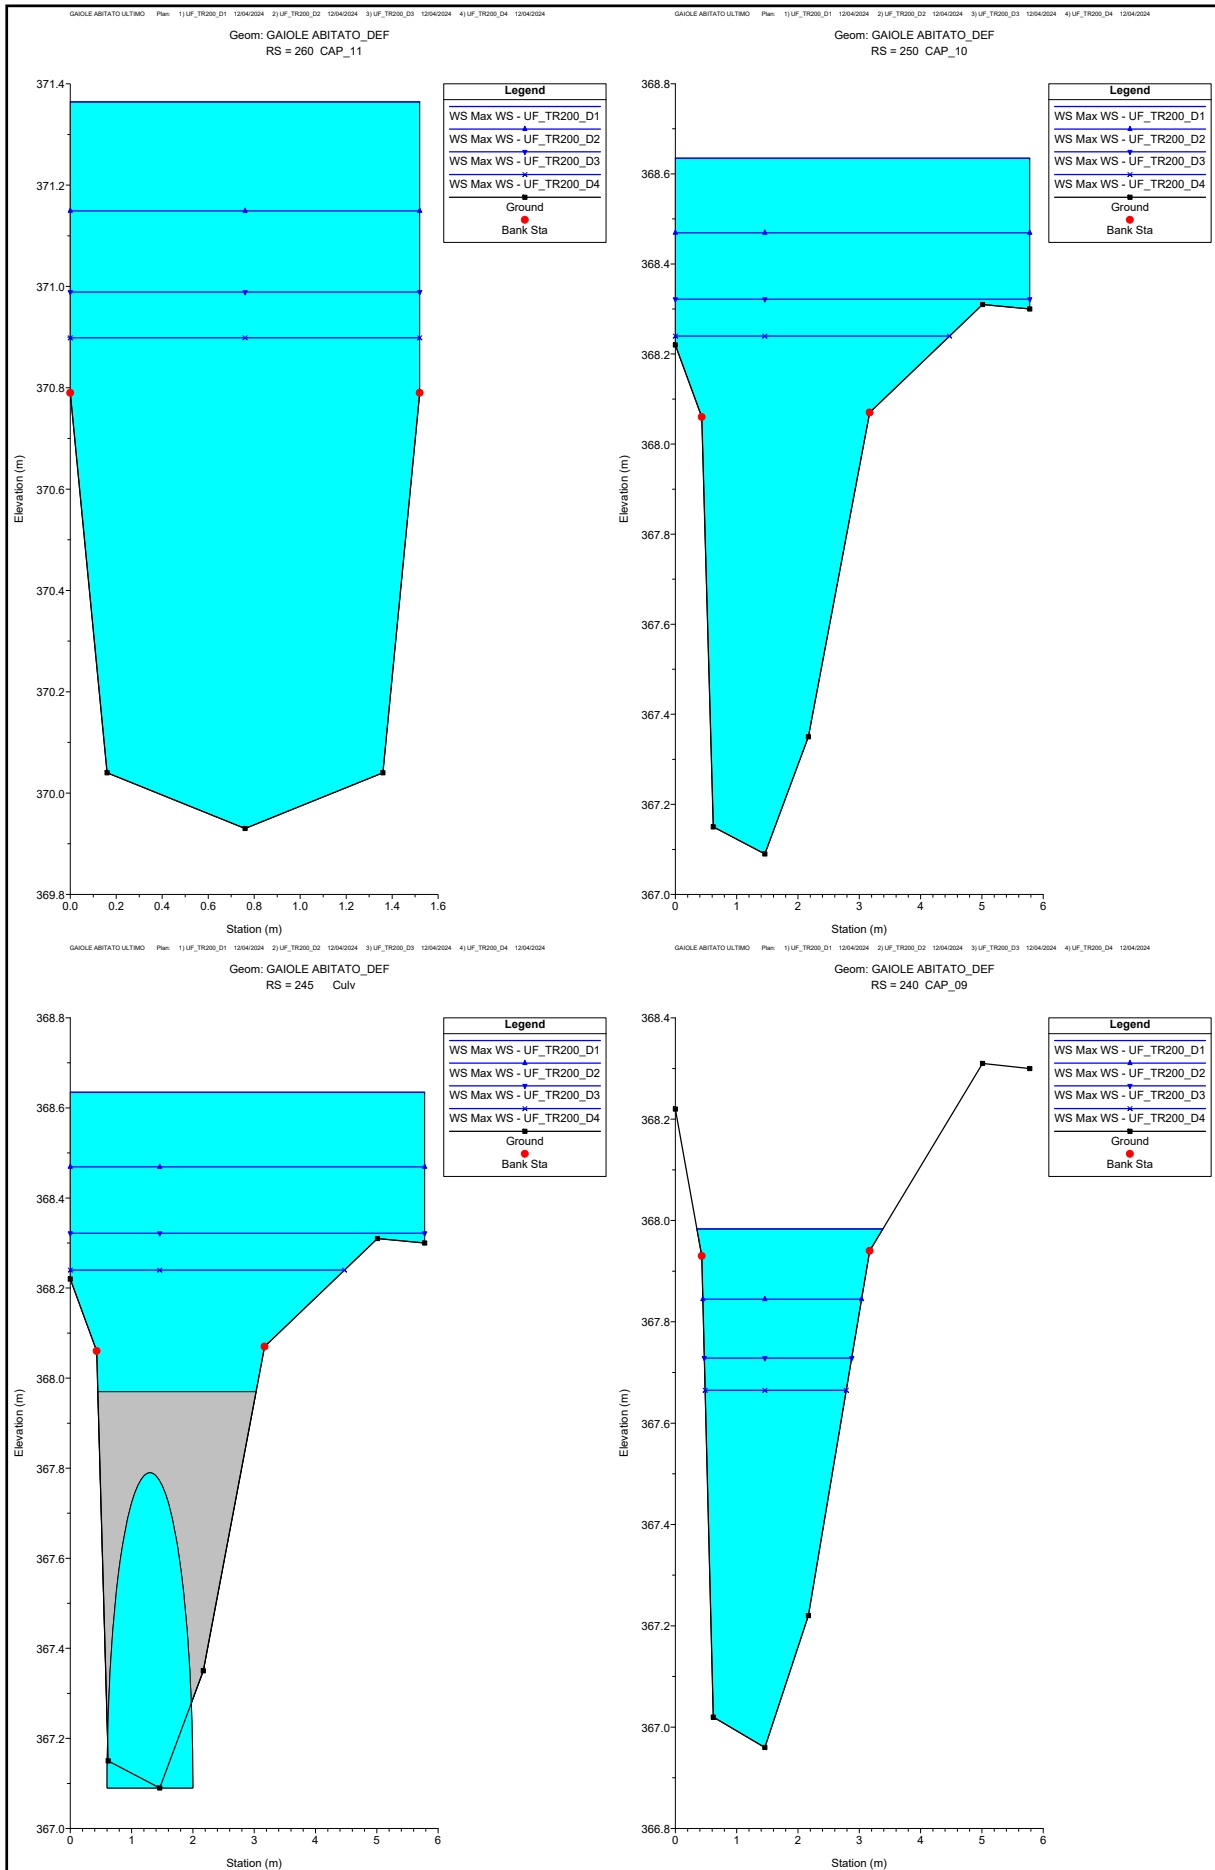 GAIOLE ABITATO ULTIMO Plan: 1) UF_TR200_D1 12/04/2024 2) UF_TR200_D2 12/04/2024 3) UF_TR200_D3 12/04/2024 4) UF_TR200_D4 12/04/2024
Geom: GAIOLE ABITATO_DEF
RS = 260 CAP_11
371.4
371.2
371.0
370.8
370.6
370.4
370.2
370.0
369.8
Elevation (m)
0.0 0.2 0.4 0.6 0.8 1.0 1.2 1.4 1.6
Station (m)
Legend
WS Max WS - UF_TR200_D1
WS Max WS - UF_TR200_D2
WS Max WS - UF_TR200_D3
WS Max WS - UF_TR200_D4
Ground
Bank Sta
GAIOLE ABITATO ULTIMO Plan: 1) UF_TR200_D1 12/04/2024 2) UF_TR200_D2 12/04/2024 3) UF_TR200_D3 12/04/2024 4) UF_TR200_D4 12/04/2024
Geom: GAIOLE ABITATO_DEF
RS = 250 CAP_10
368.8
368.6
368.4
368.2
368.0
367.8
367.6
367.4
367.2
367.0
Elevation (m)
0 1 2 3 4 5 6
Station (m)
Legend
WS Max WS - UF_TR200_D1
WS Max WS - UF_TR200_D2
WS Max WS - UF_TR200_D3
WS Max WS - UF_TR200_D4
Ground
Bank Sta
GAIOLE ABITATO ULTIMO Plan: 1) UF_TR200_D1 12/04/2024 2) UF_TR200_D2 12/04/2024 3) UF_TR200_D3 12/04/2024 4) UF_TR200_D4 12/04/2024
Geom: GAIOLE ABITATO_DEF
RS = 245 Culv
368.8
368.6
368.4
368.2
368.0
367.8
367.6
367.4
367.2
367.0
Elevation (m)
0 1 2 3 4 5 6
Station (m)
Legend
WS Max WS - UF_TR200_D1
WS Max WS - UF_TR200_D2
WS Max WS - UF_TR200_D3
WS Max WS - UF_TR200_D4
Ground
Bank Sta
GAIOLE ABITATO ULTIMO Plan: 1) UF_TR200_D1 12/04/2024 2) UF_TR200_D2 12/04/2024 3) UF_TR200_D3 12/04/2024 4) UF_TR200_D4 12/04/2024
Geom: GAIOLE ABITATO_DEF
RS = 240 CAP_09
368.4
368.2
368.0
367.8
367.6
367.4
367.2
367.0
366.8
Elevation (m)
0 1 2 3 4 5 6
Station (m)
Legend
WS Max WS - UF_TR200_D1
WS Max WS - UF_TR200_D2
WS Max WS - UF_TR200_D3
WS Max WS - UF_TR200_D4
Ground
Bank Sta